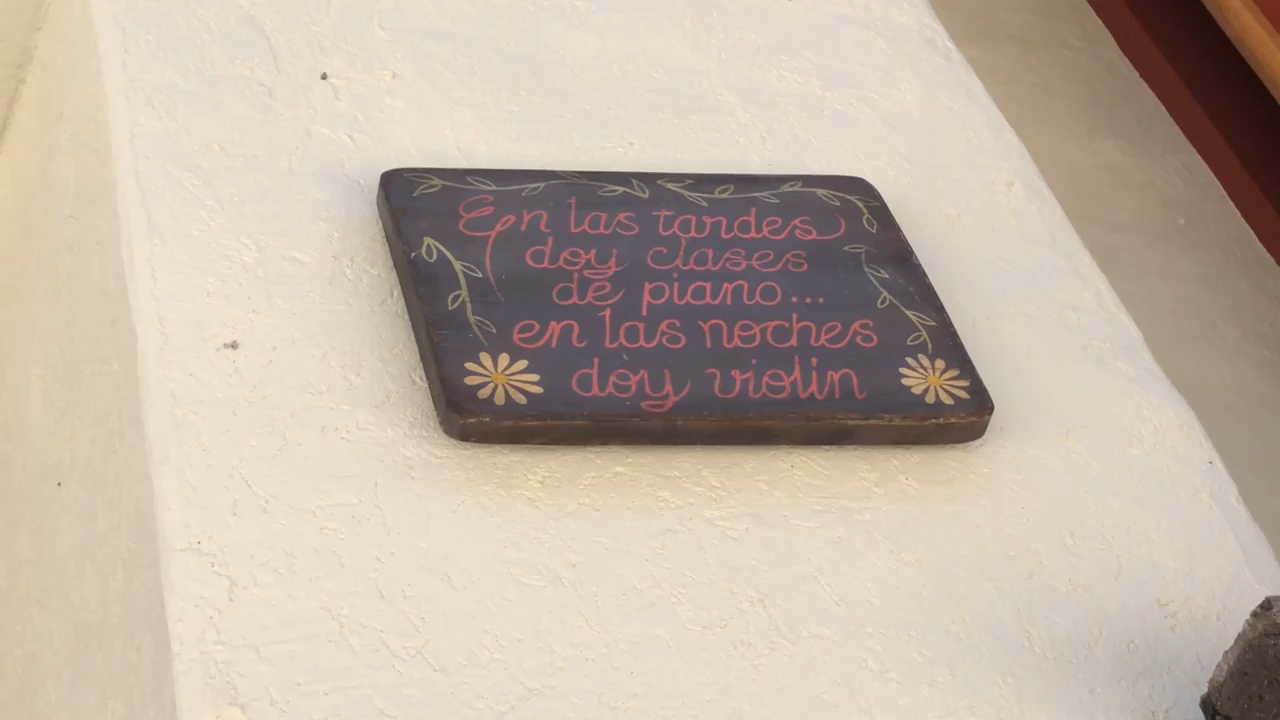 En las tardes
doy clases
de piano...
en las noches
doy violin